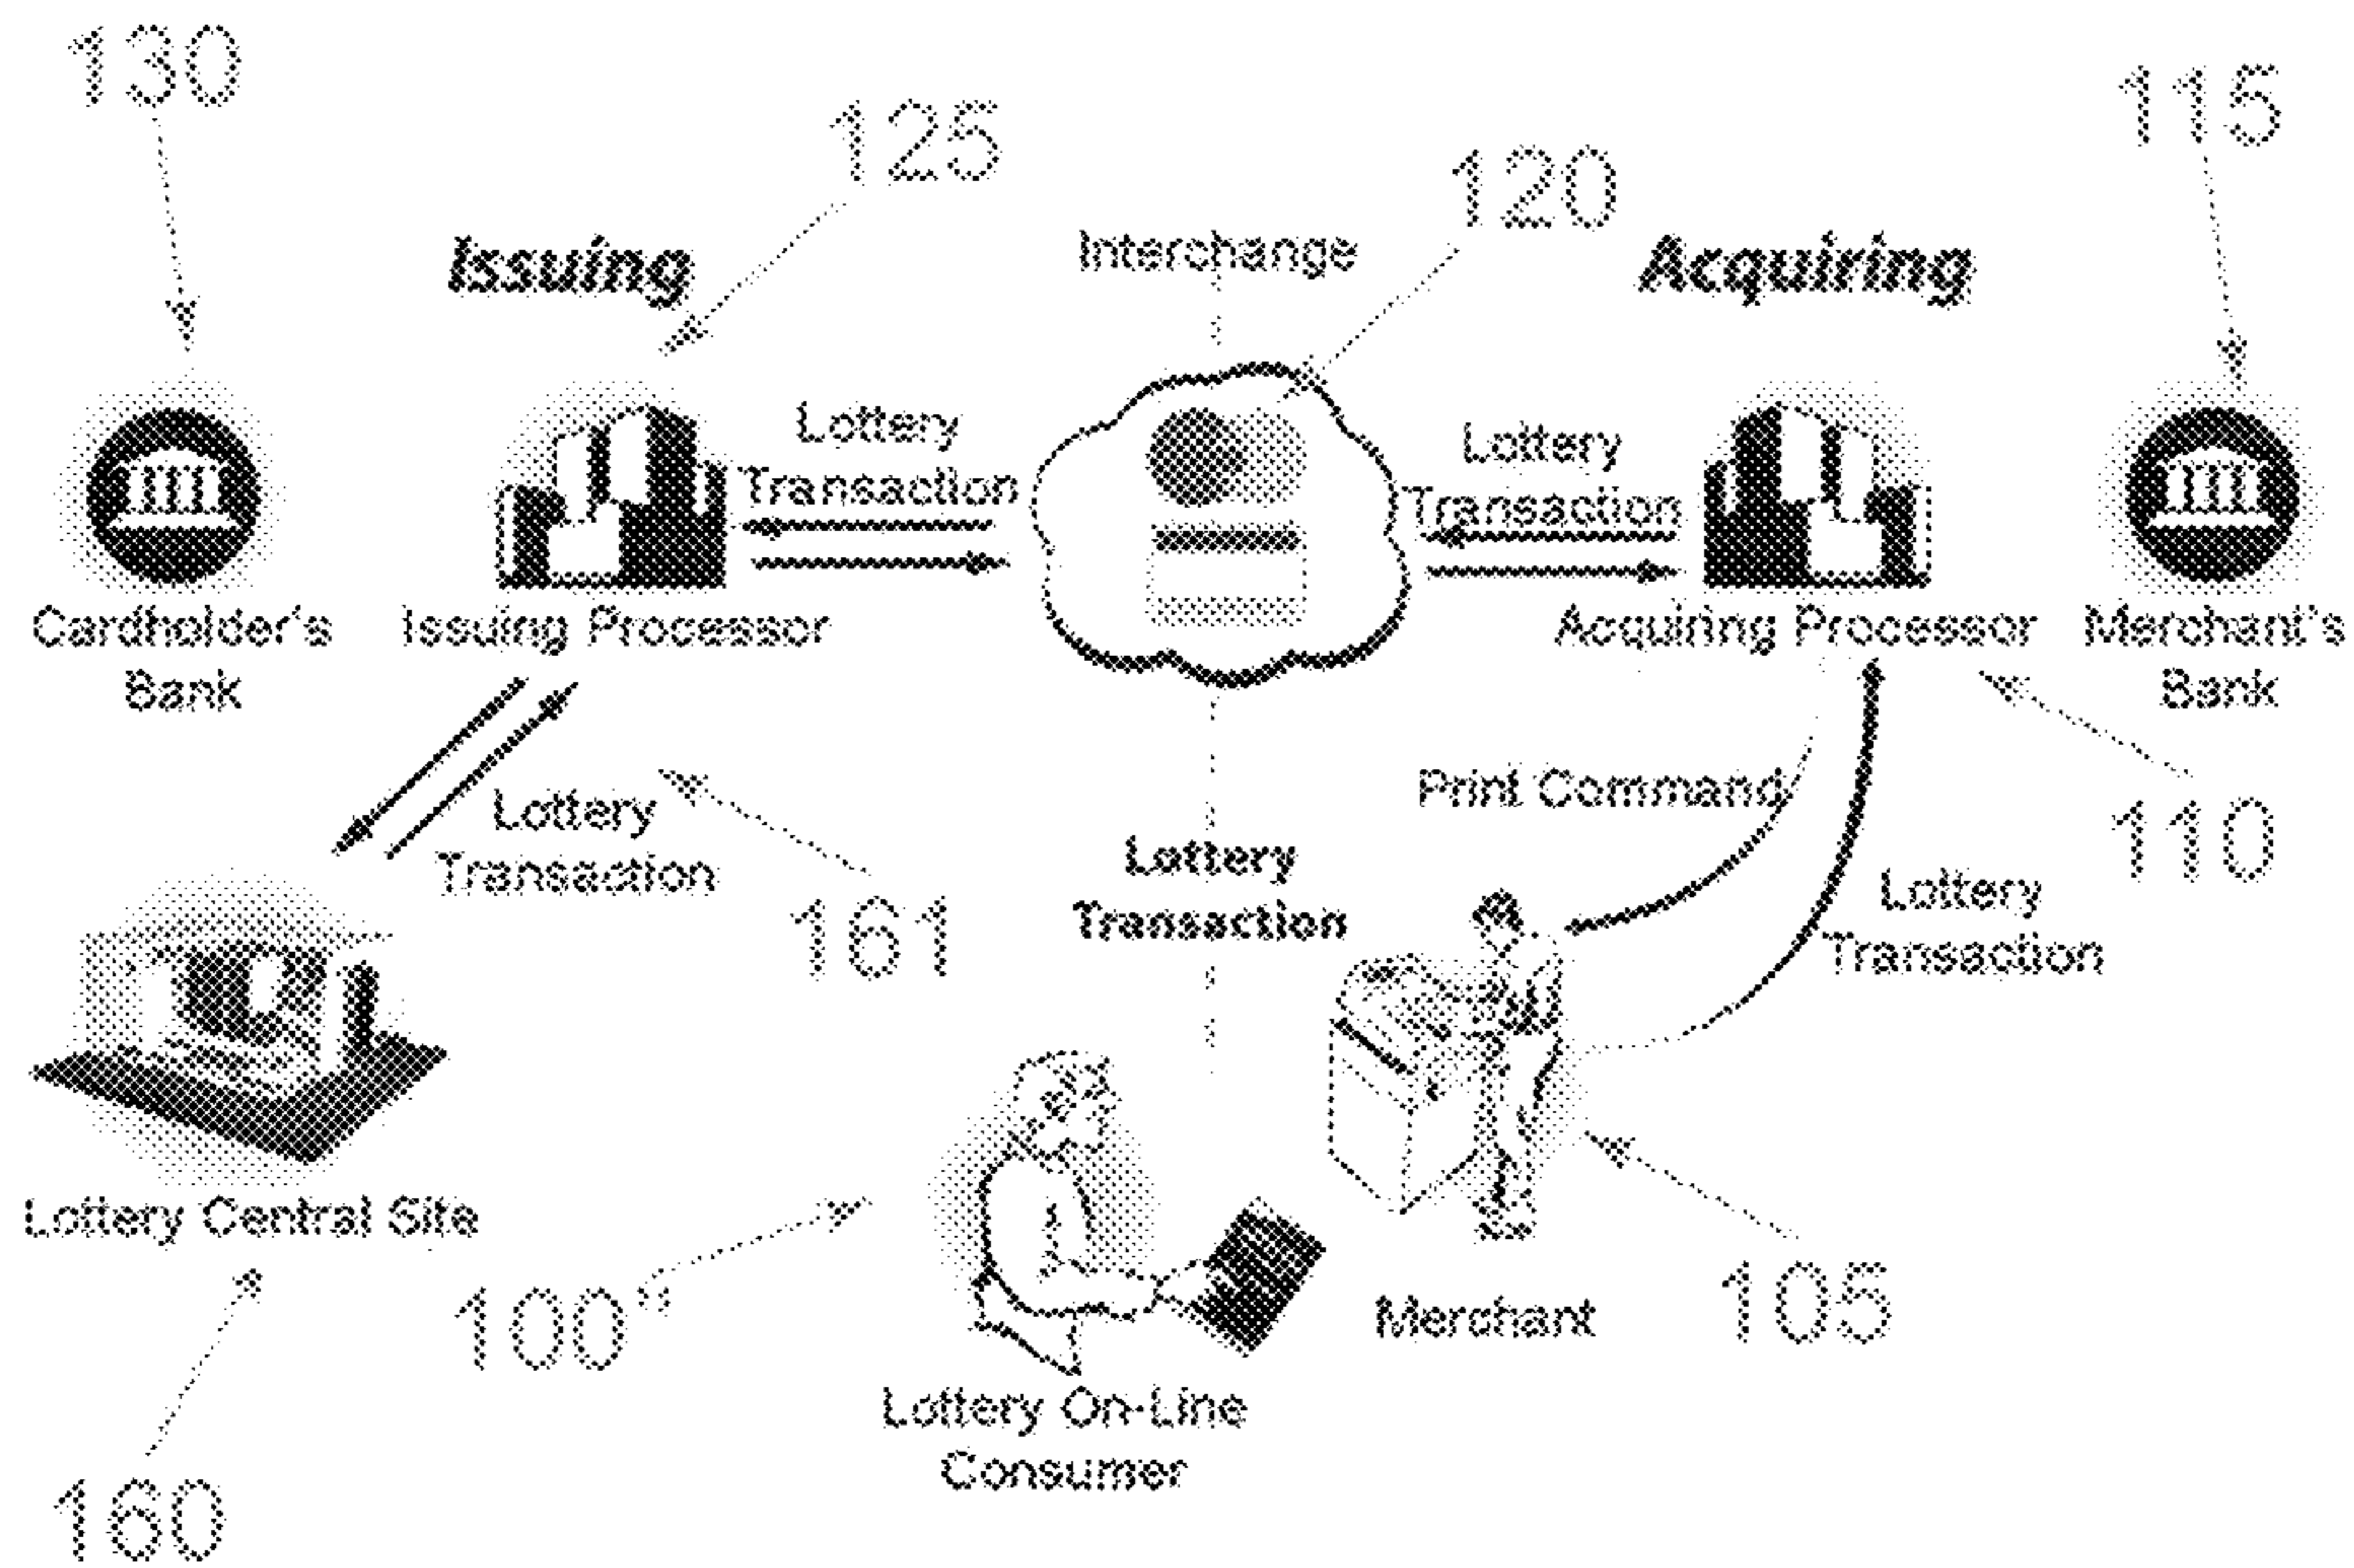 130
115
125
120
Issuing
Interchange
Acquiring
Lottery
Transaction
Lottery
Transaction
Cardholder's
Bank
Issuing Processor
Acquiring Processor
Merchant's
Bank
Print Command
110
Lottery
Transaction
161
Lottery
Transaction
Lottery
Transaction
Lottery Central Site
100
105
Merchant
Lottery On-Line
Consumer
160